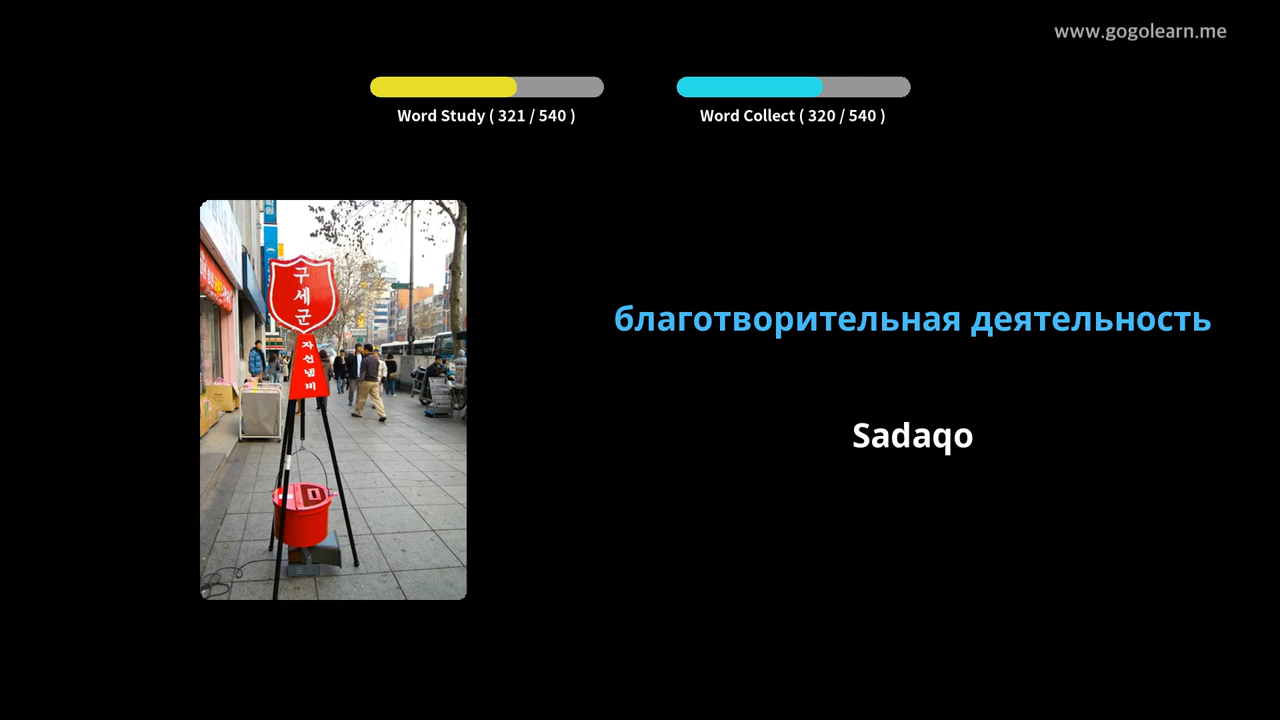 www.gogolearn.me
Word Study ( 321 / 540 )
Word Collect ( 320 / 540 )
구세군
자선냄비
благотворительная деятельность
Sadaqo